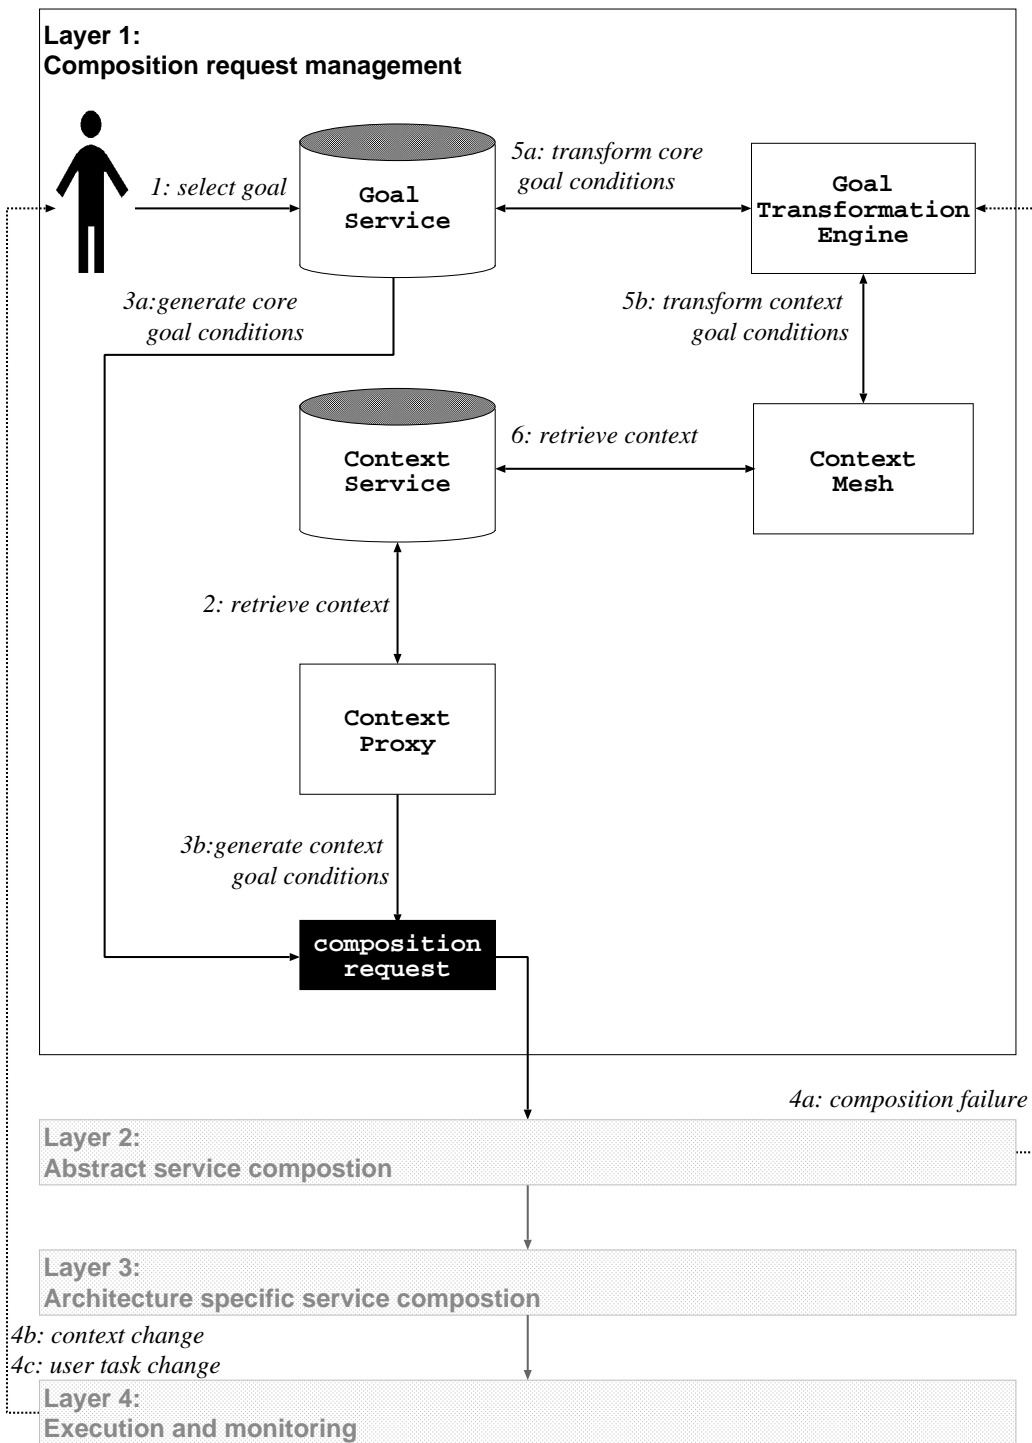 Layer 1:
Composition request management
1: select goal
Goal
Service
5a: transform core
goal conditions
Goal
Transformation
Engine
3a:generate core
goal conditions
5b: transform context
goal conditions
Context
Service
6: retrieve context
Context
Mesh
2: retrieve context
Context
Proxy
3b:generate context
goal conditions
composition
request
4a: composition failure
Layer 2:
Abstract service compostion
Layer 3:
Architecture specific service compostion
4b: context change
4c: user task change
Layer 4:
Execution and monitoring